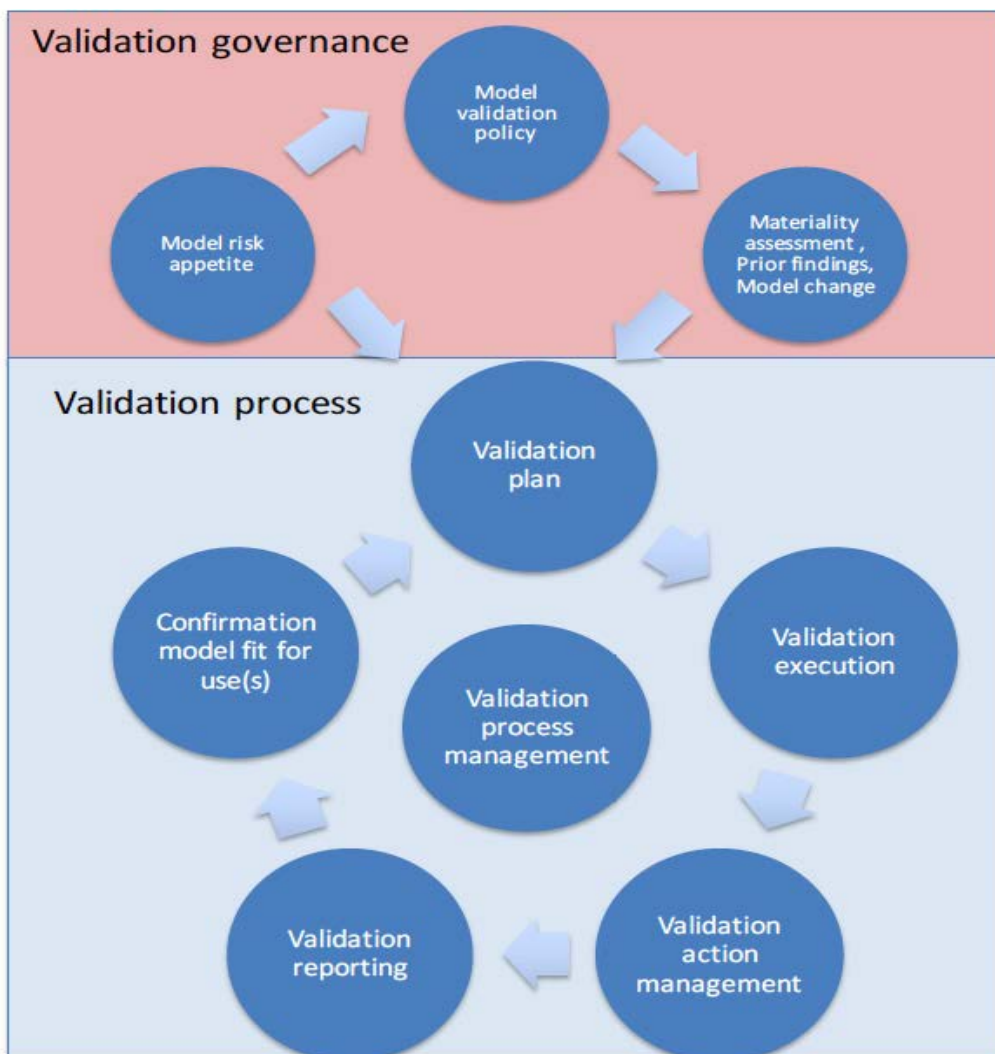 Validation governance
Model
validation
policy
Model risk
appetite
Materiality
assessment ,
Prior findings,
Model change
Validation process
Validation
plan
Confirmation
model fit for
use(s)
Validation
execution
Validation
process
management
Validation
reporting
Validation
action
management